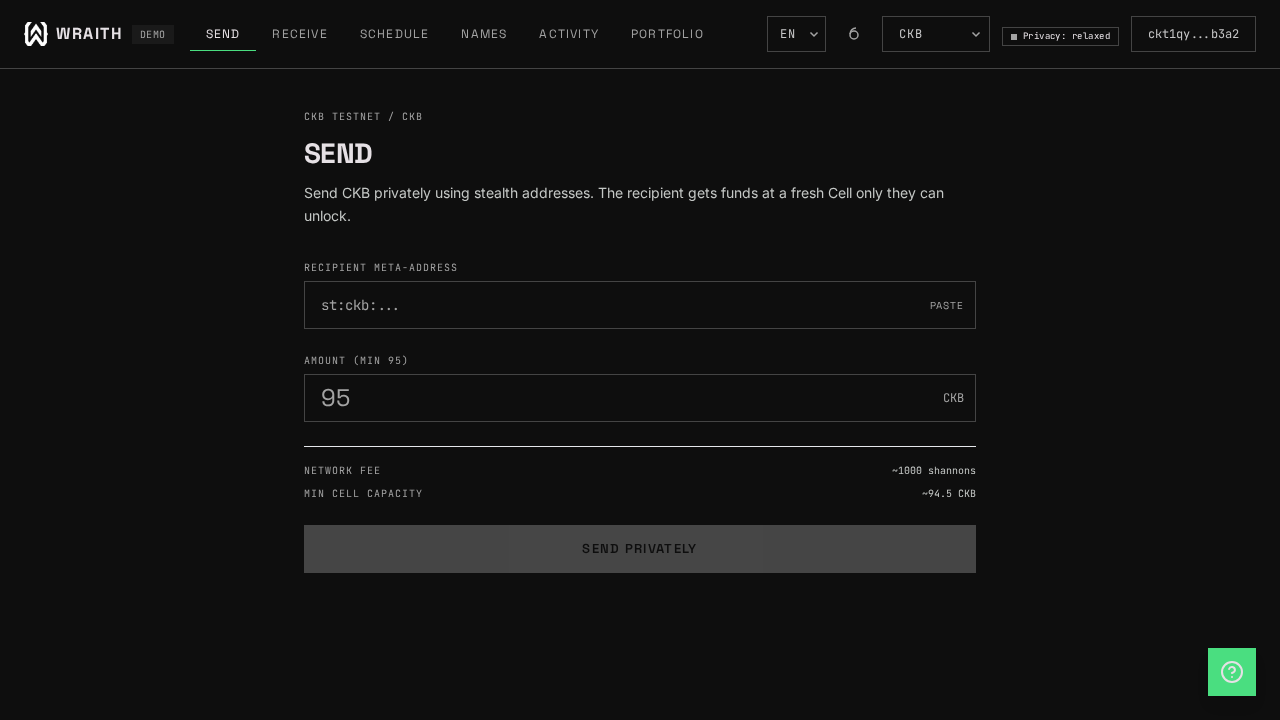 WRAITH
DEMO
SEND
RECEIVE
SCHEDULE
NAMES
ACTIVITY
PORTFOLIO
EN
CKB
Privacy: relaxed
ckt1qy...b3a2
CKB TESTNET / CKB
SEND
Send CKB privately using stealth addresses. The recipient gets funds at a fresh Cell only they can
unlock.
RECIPIENT META-ADDRESS
st:ckb:...
PASTE
AMOUNT (MIN 95)
95
CKB
NETWORK FEE
~1000 shannons
MIN CELL CAPACITY
~94.5 CKB
SEND PRIVATELY